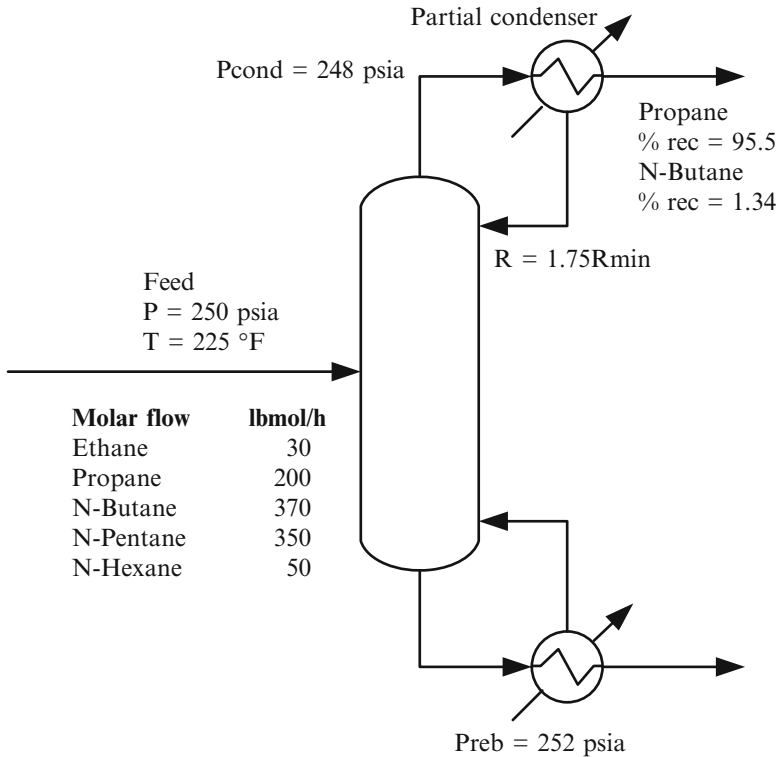 Partial condenser
Pcond = 248 psia
Propane
% rec = 95.5
N-Butane
% rec = 1.34
R = 1.75Rmin
Feed
P = 250 psia
T = 225 °F
Molar flow lbmol/h
Ethane 30
Propane 200
N-Butane 370
N-Pentane 350
N-Hexane 50
Preb = 252 psia